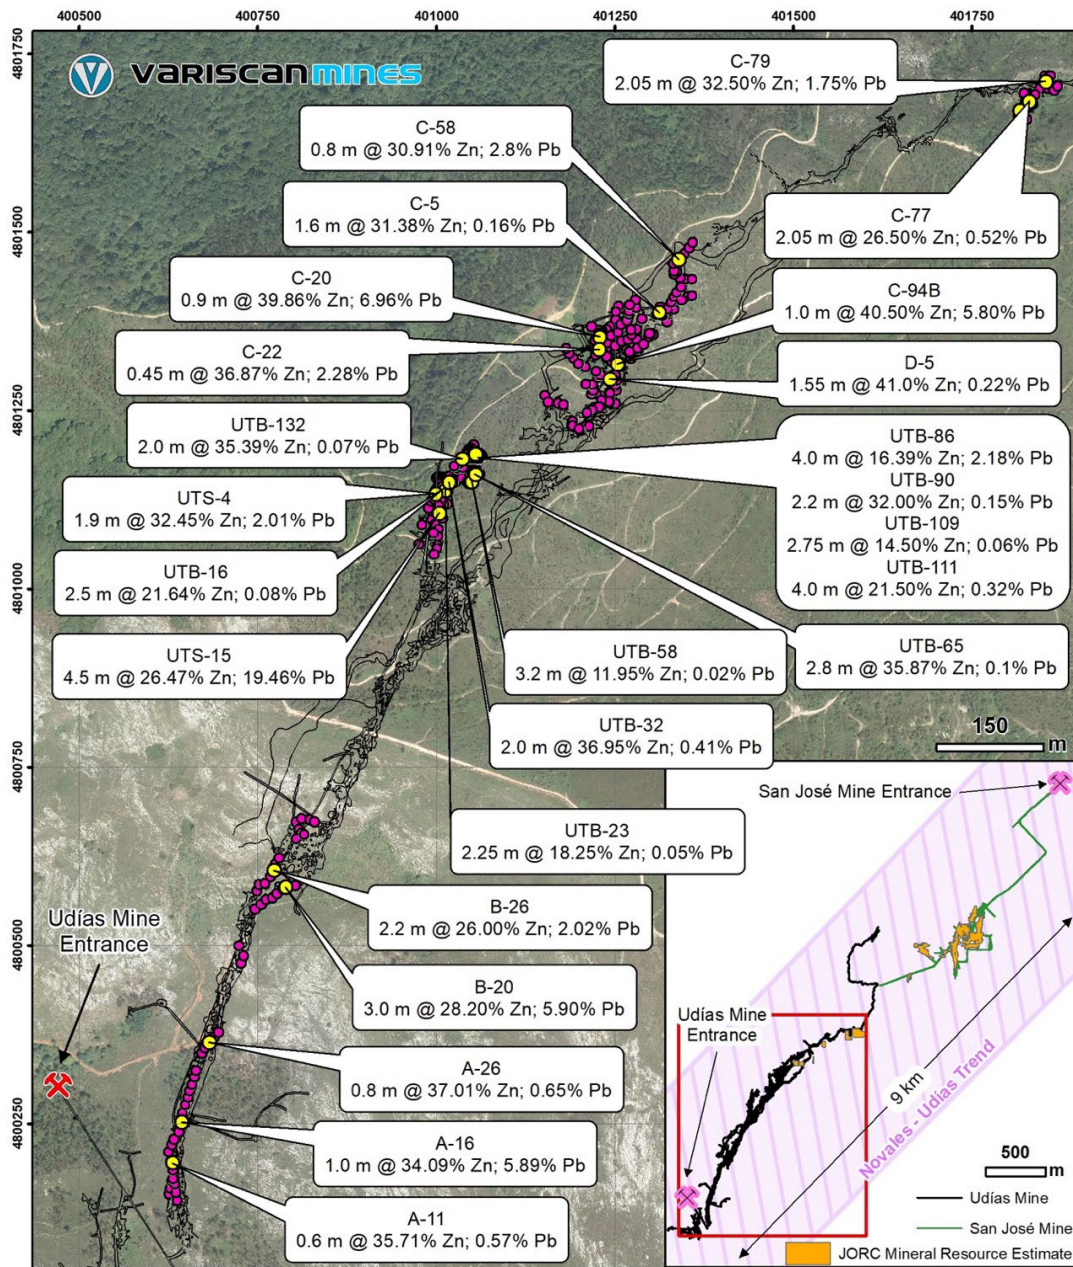 400500 400750 401000 401250 401500 401750
4801750
4801500
4801250
4801000
4800750
4800500
4800250
VARISCAN MINES
C-79
2.05 m @ 32.50% Zn; 1.75% Pb
C-58
0.8 m @ 30.91% Zn; 2.8% Pb
C-5
1.6 m @ 31.38% Zn; 0.16% Pb
C-77
2.05 m @ 26.50% Zn; 0.52% Pb
C-20
0.9 m @ 39.86% Zn; 6.96% Pb
C-94B
1.0 m @ 40.50% Zn; 5.80% Pb
C-22
0.45 m @ 36.87% Zn; 2.28% Pb
D-5
1.55 m @ 41.0% Zn; 0.22% Pb
UTB-132
2.0 m @ 35.39% Zn; 0.07% Pb
UTB-86
4.0 m @ 16.39% Zn; 2.18% Pb
UTB-90
2.2 m @ 32.00% Zn; 0.15% Pb
UTB-109
2.75 m @ 14.50% Zn; 0.06% Pb
UTB-111
4.0 m @ 21.50% Zn; 0.32% Pb
UTS-4
1.9 m @ 32.45% Zn; 2.01% Pb
UTB-16
2.5 m @ 21.64% Zn; 0.08% Pb
UTS-15
4.5 m @ 26.47% Zn; 19.46% Pb
UTB-58
3.2 m @ 11.95% Zn; 0.02% Pb
UTB-65
2.8 m @ 35.87% Zn; 0.1% Pb
UTB-32
2.0 m @ 36.95% Zn; 0.41% Pb
150
m
UTB-23
2.25 m @ 18.25% Zn; 0.05% Pb
B-26
2.2 m @ 26.00% Zn; 2.02% Pb
B-20
3.0 m @ 28.20% Zn; 5.90% Pb
Udías Mine
Entrance
A-26
0.8 m @ 37.01% Zn; 0.65% Pb
A-16
1.0 m @ 34.09% Zn; 5.89% Pb
A-11
0.6 m @ 35.71% Zn; 0.57% Pb
San José Mine Entrance
Udías Mine
Entrance
9 km
Novales - Udías Trend
500
m
Udías Mine
San José Mine
JORC Mineral Resource Estimate